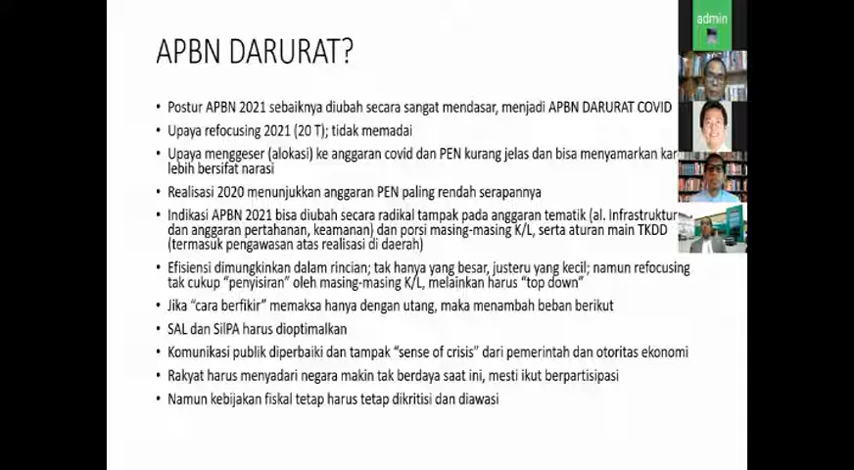 APBN DARURAT?
• Postur APBN 2021 sebaiknya diubah secara sangat mendasar, menjadi APBN DARURAT COVID
• Upaya refocusing 2021 (20 T); tidak memadai
• Upaya menggeser (alokasi) ke anggaran covid dan PEN kurang jelas dan bisa menyamarkan
lebih bersifat narasi
• Realisasi 2020 menunjukkan anggaran PEN paling rendah serapannya
• Indikasi APBN 2021 bisa diubah secara radikal tampak pada anggaran tematik (al. Infrastruktur
dan anggaran pertahanan, keamanan) dan porsi masing-masing K/L, serta aturan main TKDD
(termasuk pengawasan atas realisasi di daerah)
• Efisiensi dimungkinkan dalam rincian; tak hanya yang besar, justeru yang kecil; namun refocusing
tak cukup “penyisiran” oleh masing-masing K/L, melainkan harus “top down”
• Jika “cara berfikir” memaksa hanya dengan utang, maka menambah beban berikut
• SAL dan SilPA harus dioptimalkan
• Komunikasi publik diperbaiki dan tampak “sense of crisis” dari pemerintah dan otoritas ekonomi
• Rakyat harus menyadari negara makin tak berdaya saat ini, mesti ikut berpartisipasi
• Namun kebijakan fiskal tetap harus tetap dikritisi dan diawasi
admin